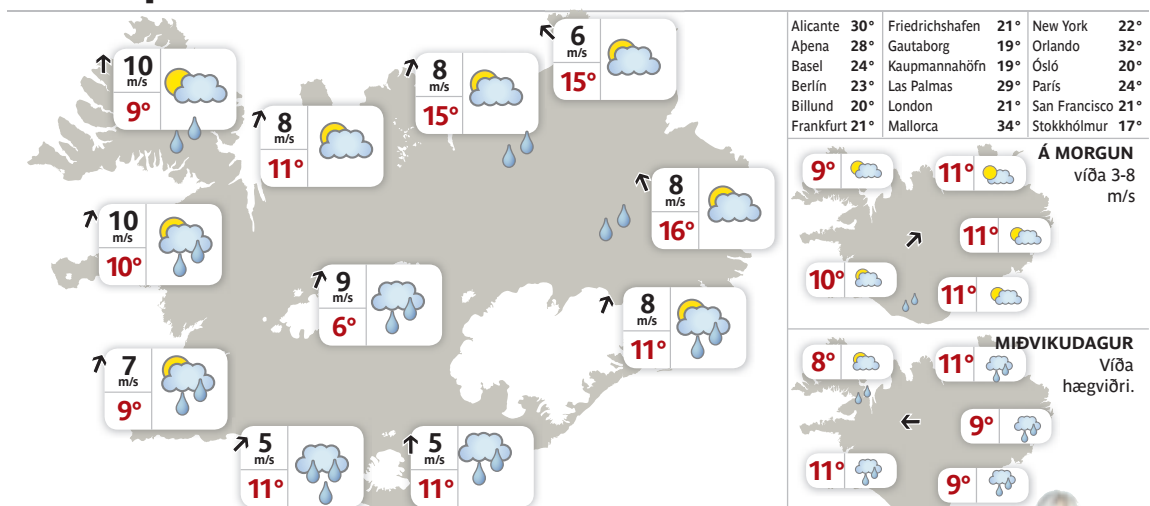 10
m/s
9°
8
m/s
11°
8
m/s
15°
6
m/s
15°
10
m/s
10°
8
m/s
16°
9
m/s
6°
8
m/s
11°
7
m/s
9°
5
m/s
11°
5
m/s
11°
Alicante 30°
Aþena 28°
Basel 24°
Berlín 23°
Billund 20°
Frankfurt 21°
Friedrichshafen 21°
Gautaborg 19°
Kaupmannahöfn 19°
Las Palmas 29°
London 21°
Mallorca 34°
New York 22°
Orlando 32°
Ósló 20°
París 24°
San Francisco 21°
Stokkhólmur 17°
Á MORGUN
víða 3-8
m/s
9°
11°
11°
10°
11°
MIÐVIKUDAGUR
Víða
hægviðri.
8°
11°
9°
11°
9°